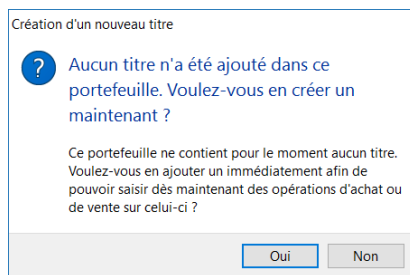 Création d'un nouveau titre
Aucun titre n'a été ajouté dans ce
portefeuille. Voulez-vous en créer un
maintenant ?
Ce portefeuille ne contient pour le moment aucun titre.
Voulez-vous en ajouter un immédiatement afin de
pouvoir saisir dès maintenant des opérations d'achat ou
de vente sur celui-ci ?
Oui
Non